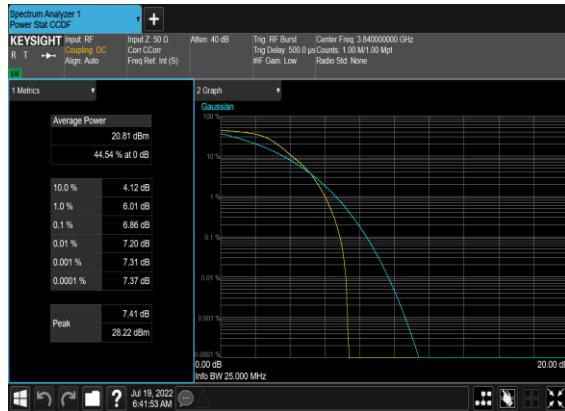 Spectrum Analyzer 1
Power Stat CCDF
KEYSIGHT
R T
LXI
Input: RF
Coupling: DC
Align: Auto
Input Z: 50 Ω
Corr CCorr
Freq Ref: Int (S)
Atten: 40 dB
Trig: RF Burst
Trig Delay: 500.0 µs
#IF Gain: Low
Center Freq: 3.840000000 GHz
Counts: 1.00 M/1.00 Mpt
Radio Std: None
1 Metrics
Average Power
20.81 dBm
44.54 % at 0 dB
10.0 % 4.12 dB
1.0 % 6.01 dB
0.1 % 6.86 dB
0.01 % 7.20 dB
0.001 % 7.31 dB
0.0001 % 7.37 dB
Peak 7.41 dB
28.22 dBm
2 Graph
Gaussian
100 %
10 %
1 %
0.1 %
0.01 %
0.001 %
0.0001 %
0.00 dB 20.00 dB
Info BW 25.000 MHz
?
Jul 19, 2022
6:41:53 AM